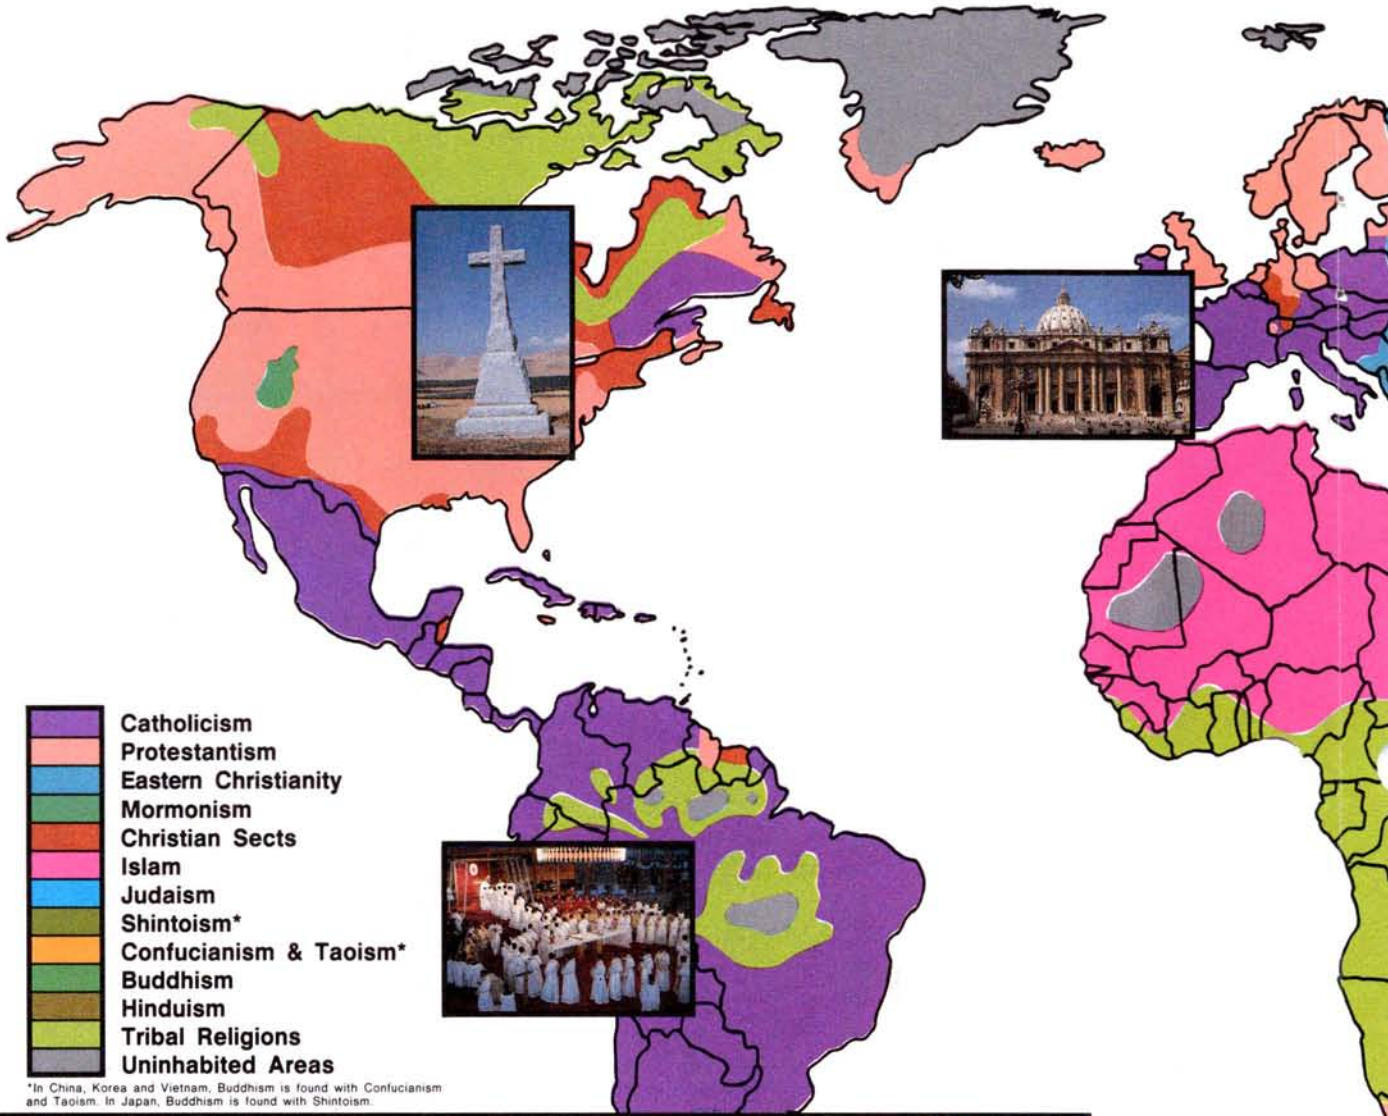 Catholicism
Protestantism
Eastern Christianity
Mormonism
Christian Sects
Islam
Judaism
Shintoism*
Confucianism & Taoism*
Buddhism
Hinduism
Tribal Religions
Uninhabited Areas
*In China, Korea and Vietnam, Buddhism is found with Confucianism
and Taoism. In Japan, Buddhism is found with Shintoism.